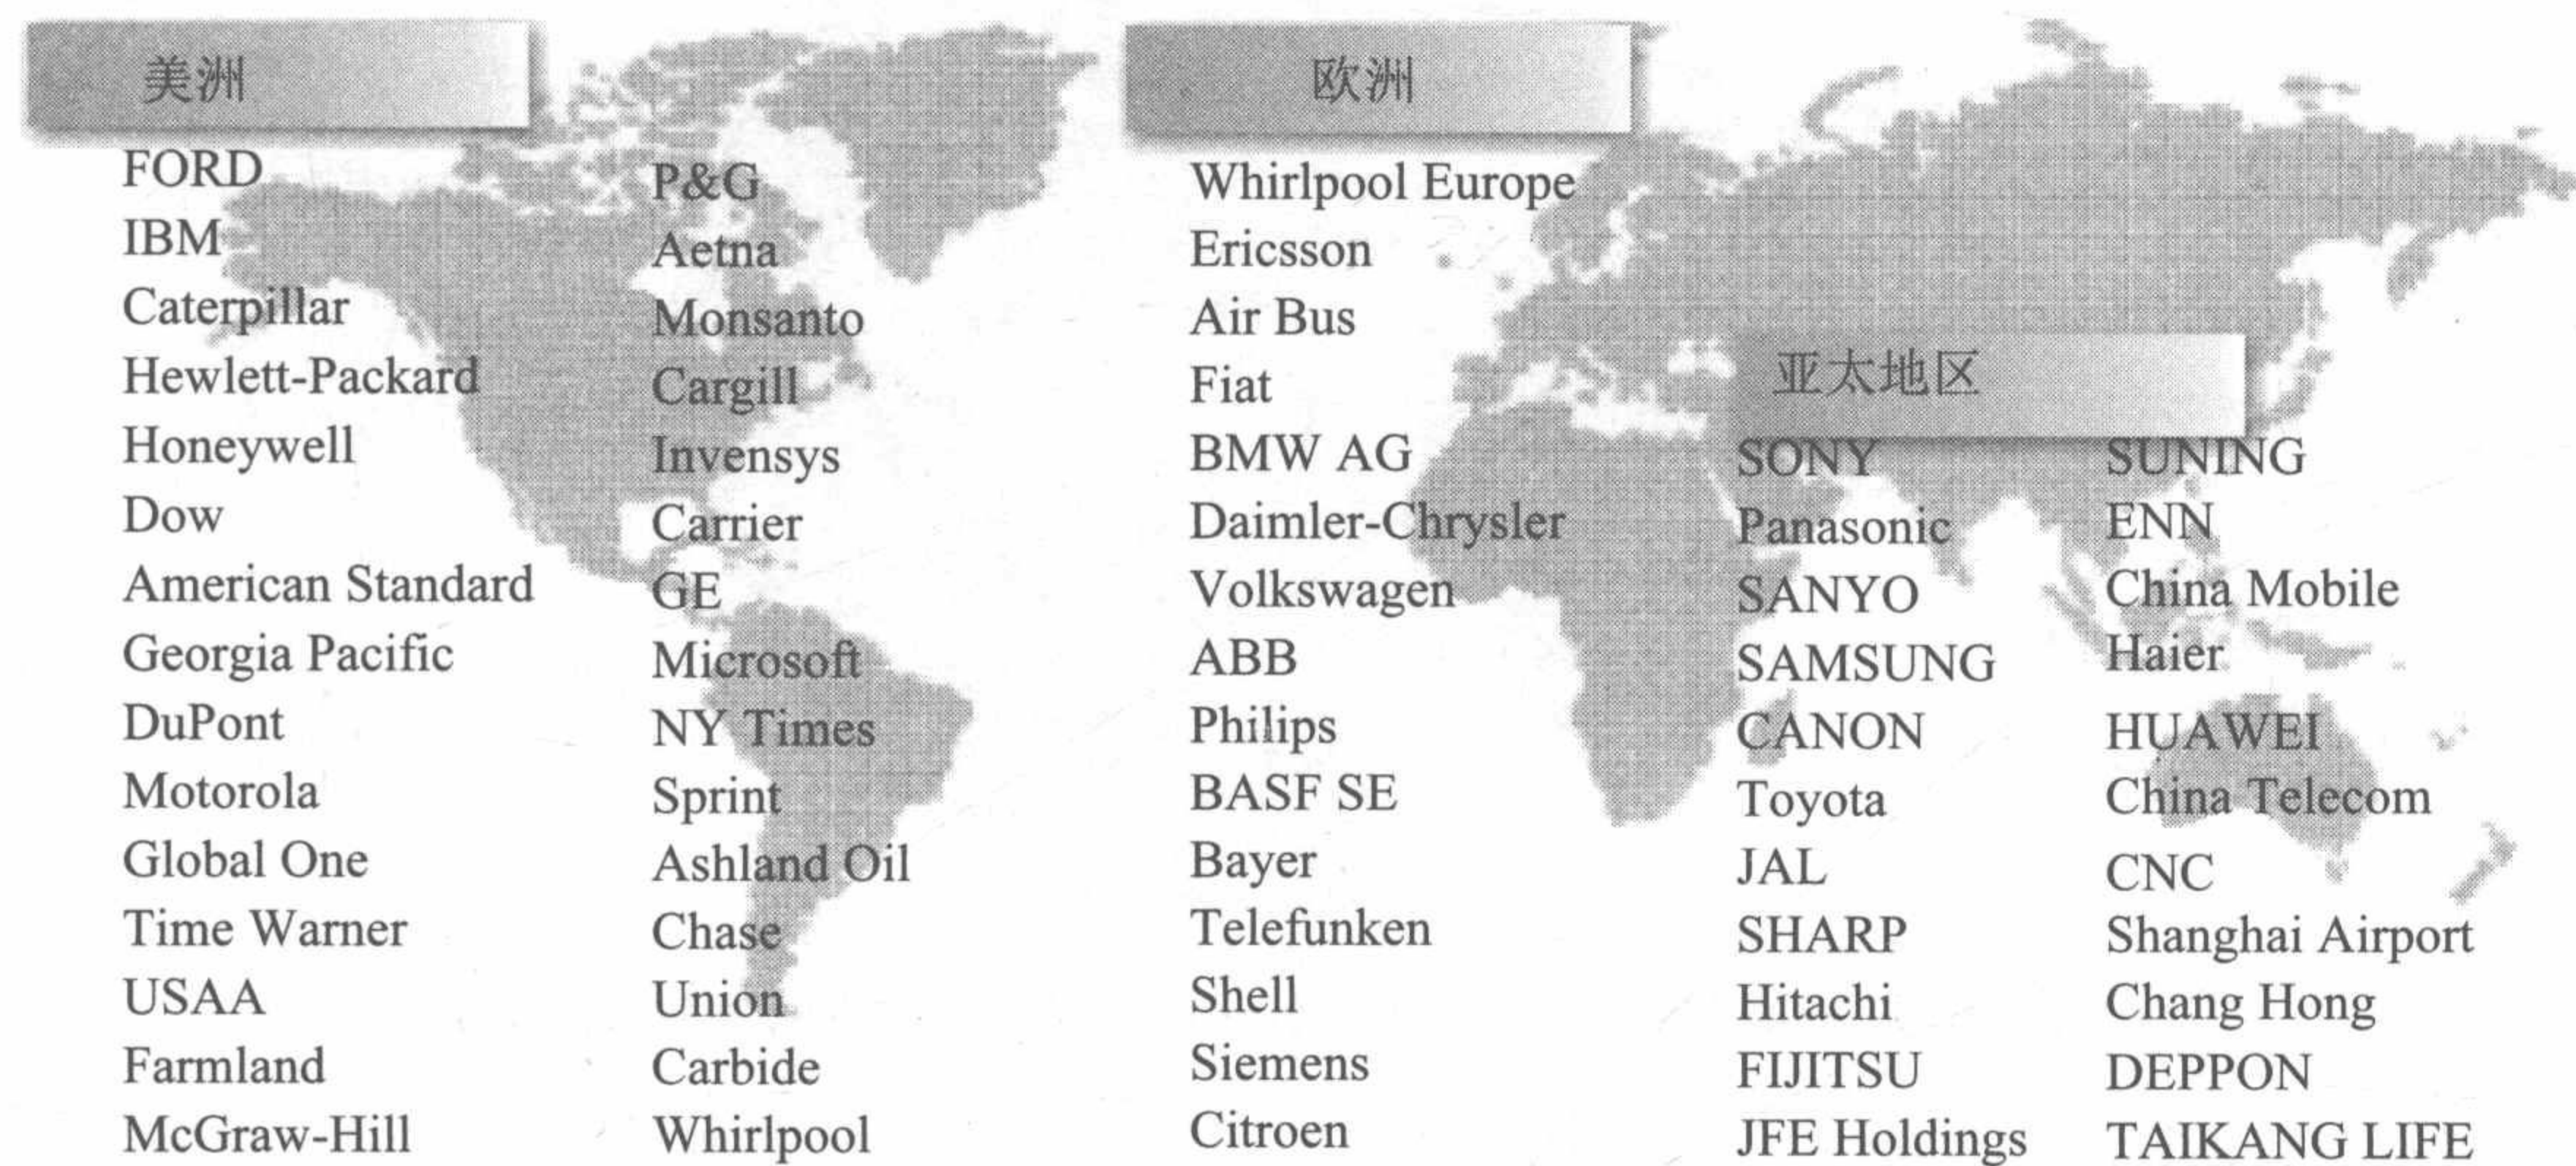 美洲
FORD
IBM
Caterpillar
Hewlett-Packard
Honeywell
Dow
American Standard
Georgia Pacific
DuPont
Motorola
Global One
Time Warner
USAA
Farmland
McGraw-Hill
P&G
Aetna
Monsanto
Cargill
Invensys
Carrier
GE
Microsoft
NY Times
Sprint
Ashland Oil
Chase
Union
Carbide
Whirlpool
欧洲
Whirlpool Europe
Ericsson
Air Bus
Fiat
BMW AG
Daimler-Chrysler
Volkswagen
ABB
Philips
BASF SE
Bayer
Telefunken
Shell
Siemens
Citroen
亚太地区
SONY
Panasonic
SANYO
SAMSUNG
CANON
Toyota
JAL
SHARP
Hitachi
FIJITSU
JFE Holdings
SUNING
ENN
China Mobile
Haier
HUAWEI
China Telecom
CNC
Shanghai Airport
Chang Hong
DEPPON
TAIKANG LIFE